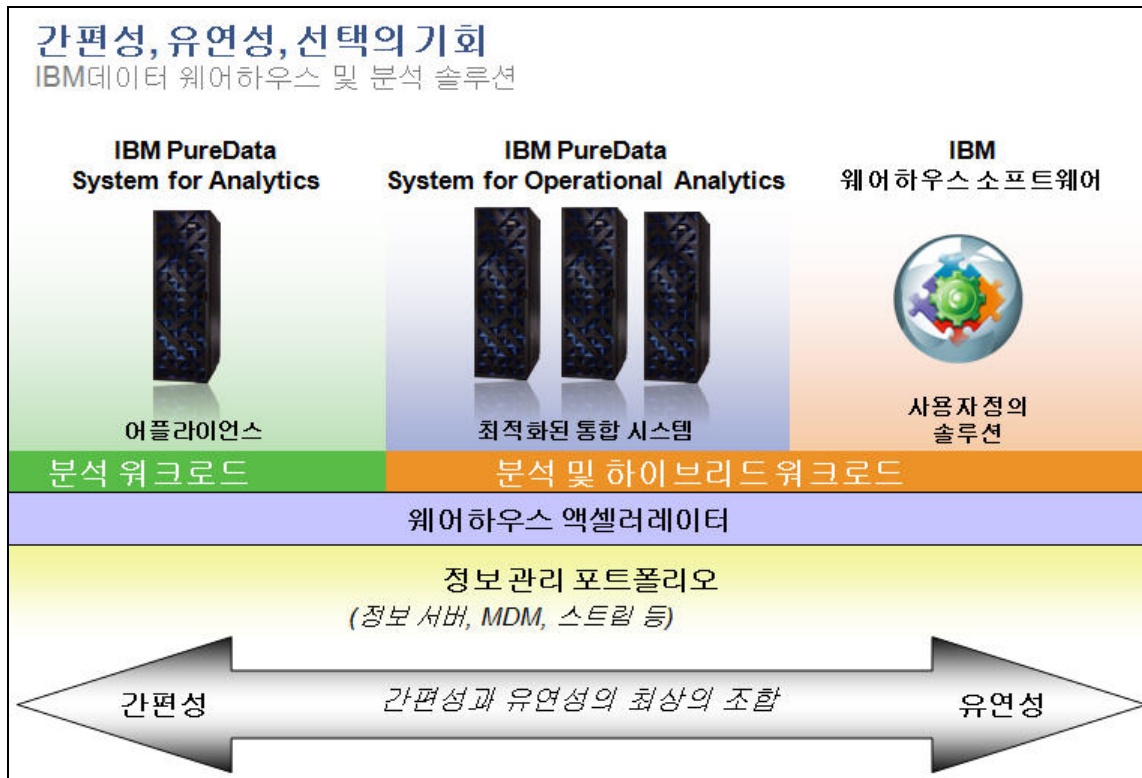 간편성, 유연성, 선택의 기회
IBM데이터 웨어하우스 및 분석 솔루션
IBM PureData
System for Analytics
IBM PureData
System for Operational Analytics
IBM
웨어하우스 소프트웨어
어플라이언스
최적화된 통합 시스템
사용자 정의
솔루션
분석 워크로드
분석 및 하이브리드 워크로드
웨어하우스 액셀러레이터
정보 관리 포트폴리오
(정보 서버, MDM, 스트림 등)
간편성
간편성과 유연성의 최상의 조합
유연성